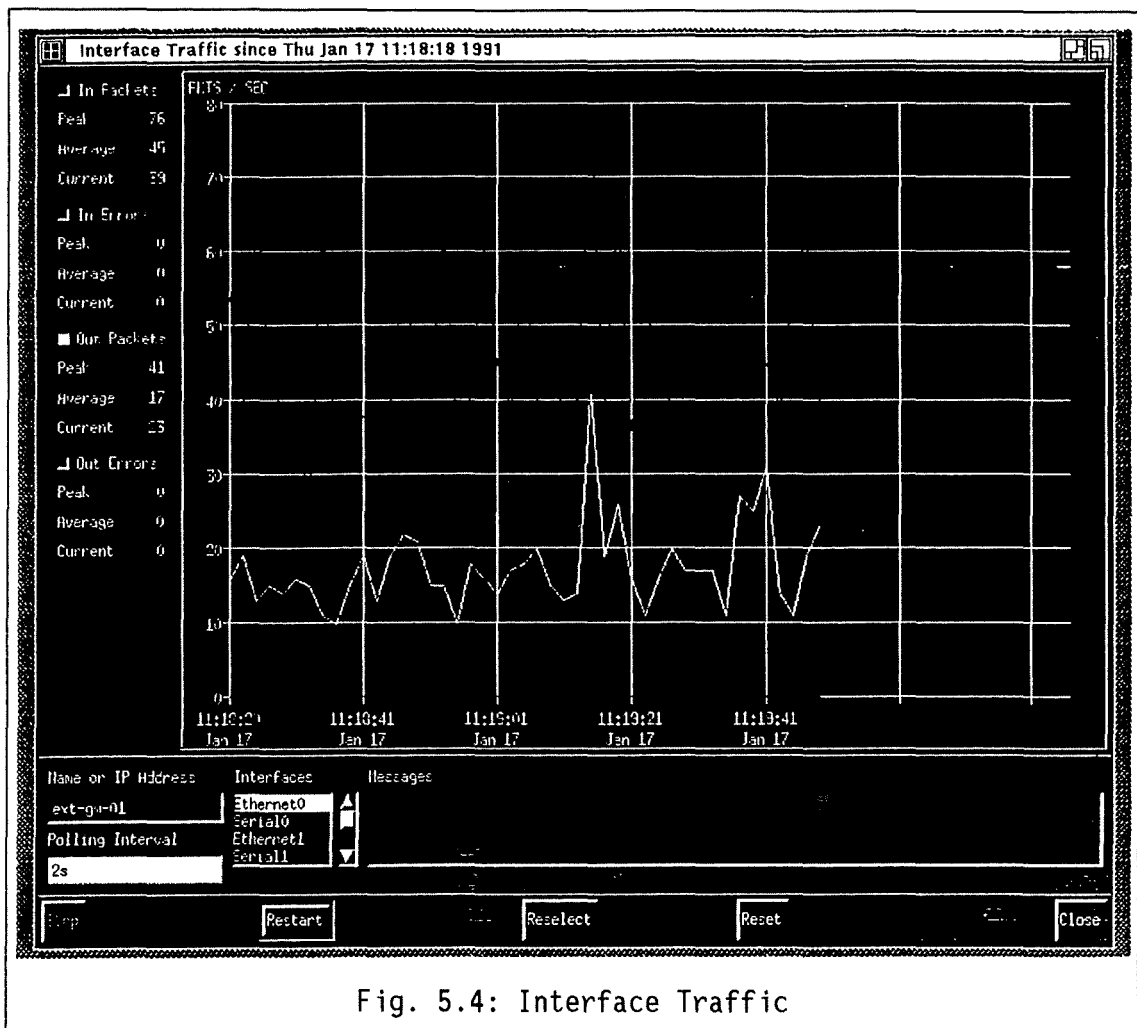 Interface Traffic since Thu Jan 17 11:18:18 1991
In Packets
Peak 76
Average 45
Current 39
In Errors
Peak 0
Average 0
Current 0
Out Packets
Peak 41
Average 17
Current 23
Out Errors
Peak 0
Average 0
Current 0
PKTS / SEC
80
70
60
50
40
30
20
10
0
11:18:41 11:19:01 11:19:21 11:19:41
Jan 17 Jan 17 Jan 17 Jan 17 Jan 17
Name or IP Address Interfaces Messages
ext-gw-01
Ethernet0
Serial0
Ethernet1
Serial1
Polling Interval
2s
Stop Restart Reselect Reset Close
Fig. 5.4: Interface Traffic